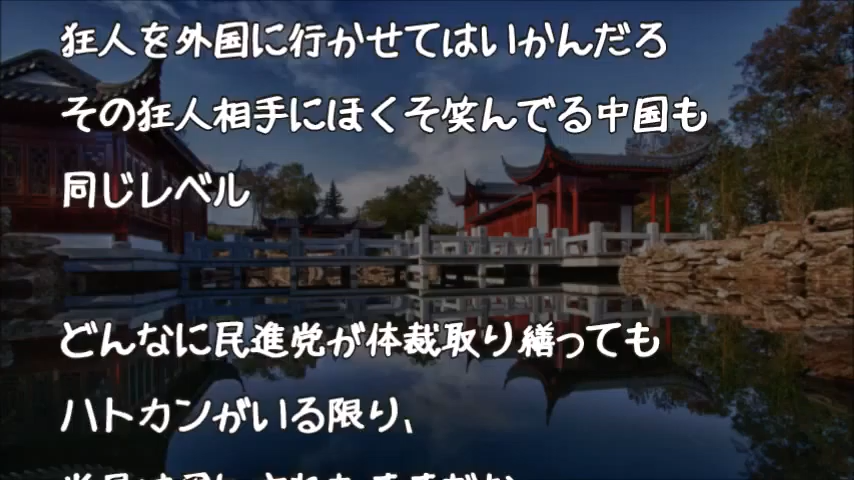 狂人を外国に行かせてはいかんだろ
その狂人相手にほくそ笑んでる中国も
同じレベル
どんなに民進党が体裁取り繕っても
ハトカンがいる限り、